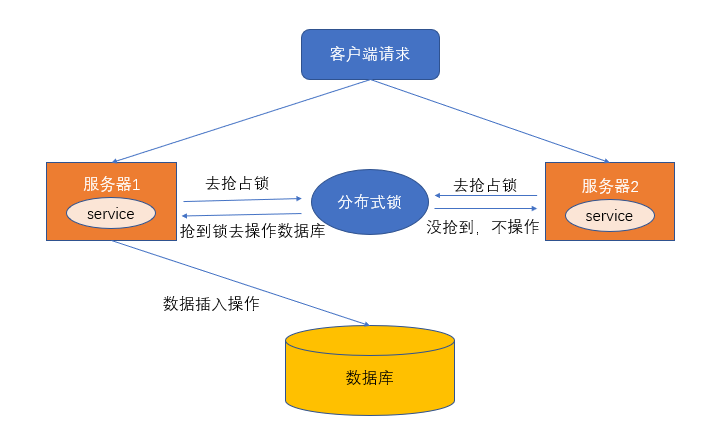 客户端请求
服务器1
service
去抢占锁
抢到锁去操作数据库
分布式锁
去抢占锁
没抢到，不操作
服务器2
service
数据插入操作
数据库